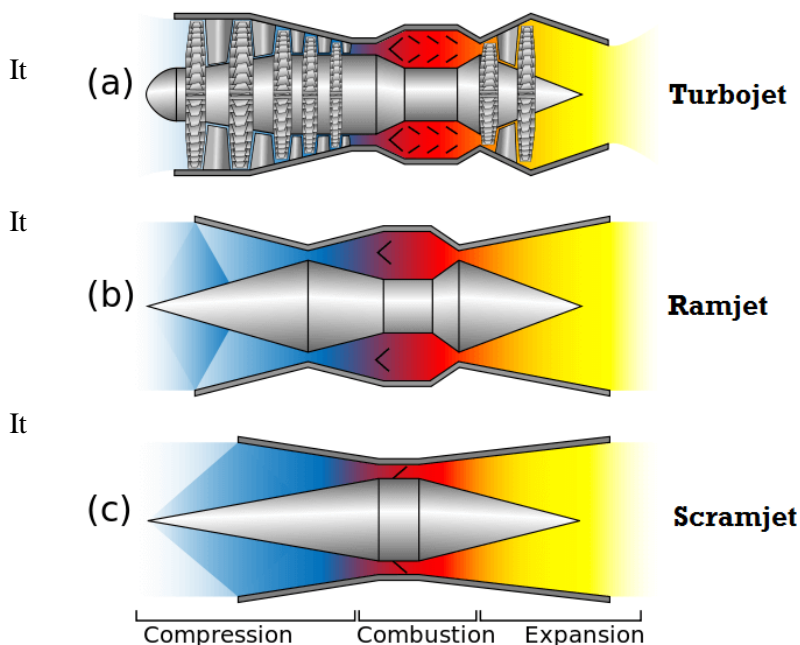 It
(a)
Turbojet
It
(b)
Ramjet
It
(c)
Scramjet
Compression Combustion Expansion